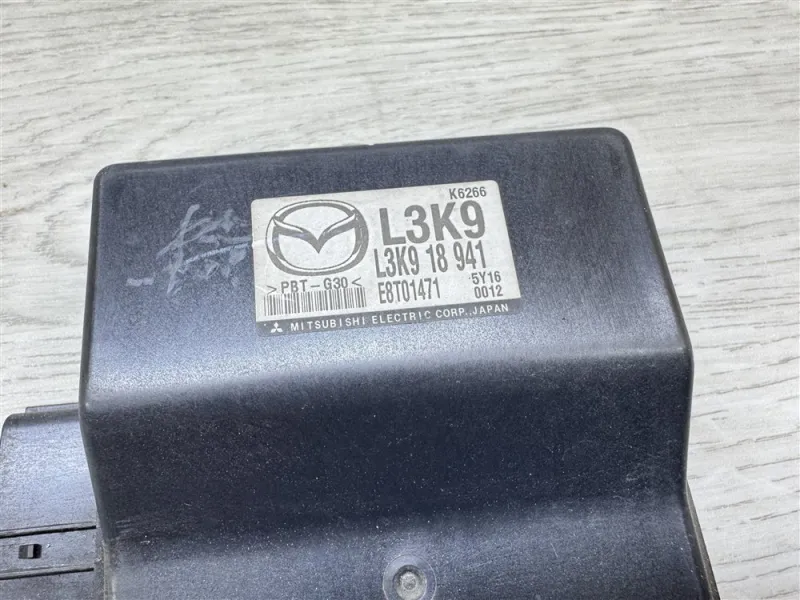 K6266
L3K9
L3K9 18 941
>PBT-G30<
E8T01471
5Y16
0012
MITSUBISHI ELECTRIC CORP., JAPAN